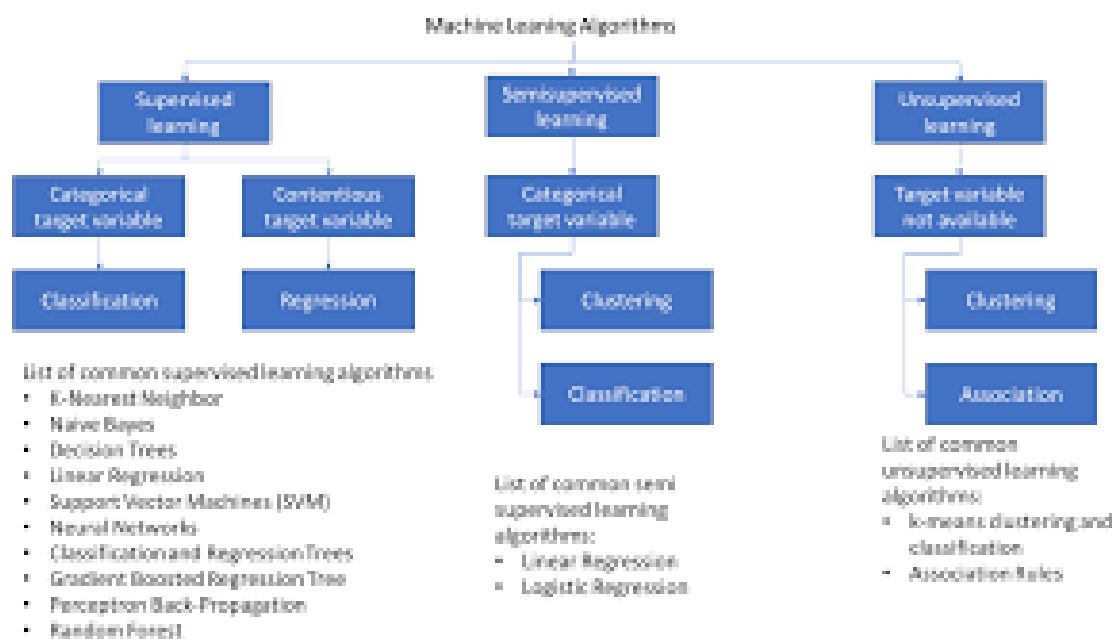 Machine Leaning Algorithms
Supervised
learning
Semisupervised
learning
Unsupervised
learning
Categorical
target variable
Contentious
target variable
Categorical
target variable
Target variable
not available
Classification
Regression
Clustering
Clustering
Classification
Association
List of common supervised learning algorithms
• K-Nearest Neighbor
• Naive Bayes
• Decision Trees
• Linear Regression
• Support Vector Machines (SVM)
• Neural Networks
• Classification and Regression Trees
• Gradient Boosted Regression Tree
• Perceptron Back-Propagation
• Random Forest
List of common semi
supervised learning
algorithms:
• Linear Regression
• Logistic Regression
List of common
unsupervised learning
algorithms:
• k-means clustering and
classification
• Association Rules